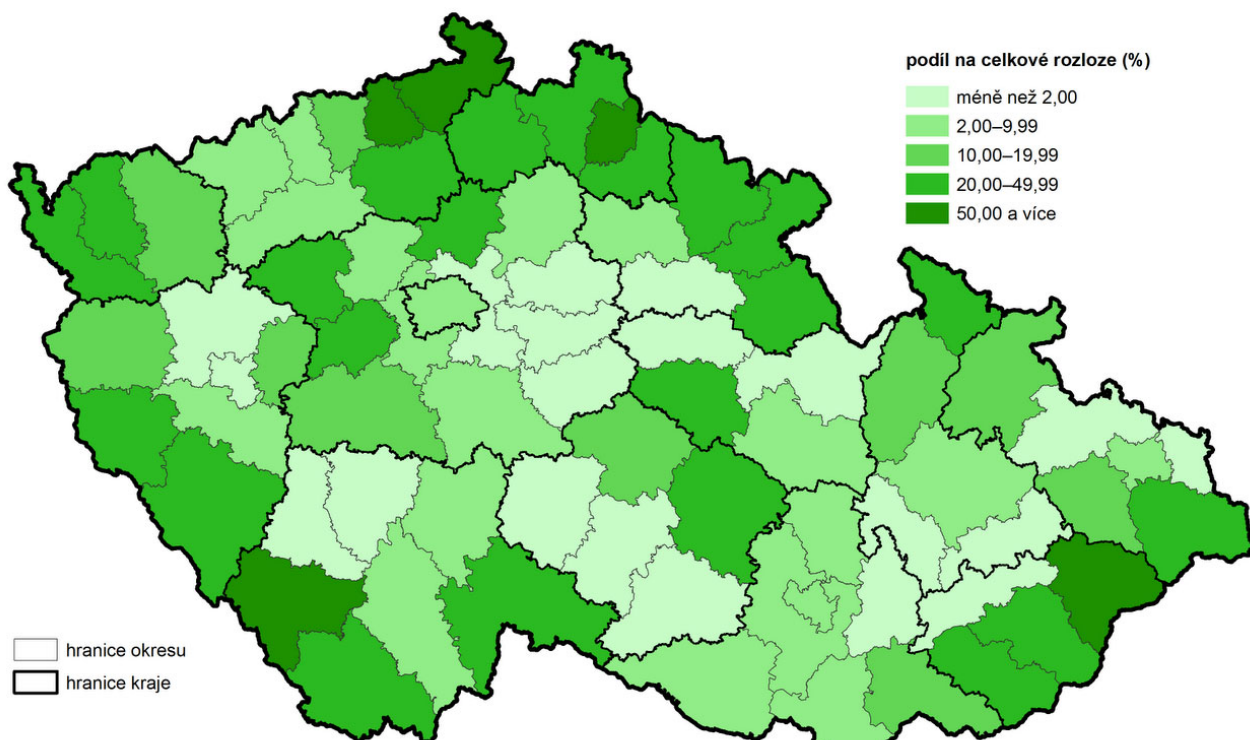 podíl na celkové rozloze (%)
méně než 2,00
2,00–9,99
10,00–19,99
20,00–49,99
50,00 a více
hranice okresu
hranice kraje